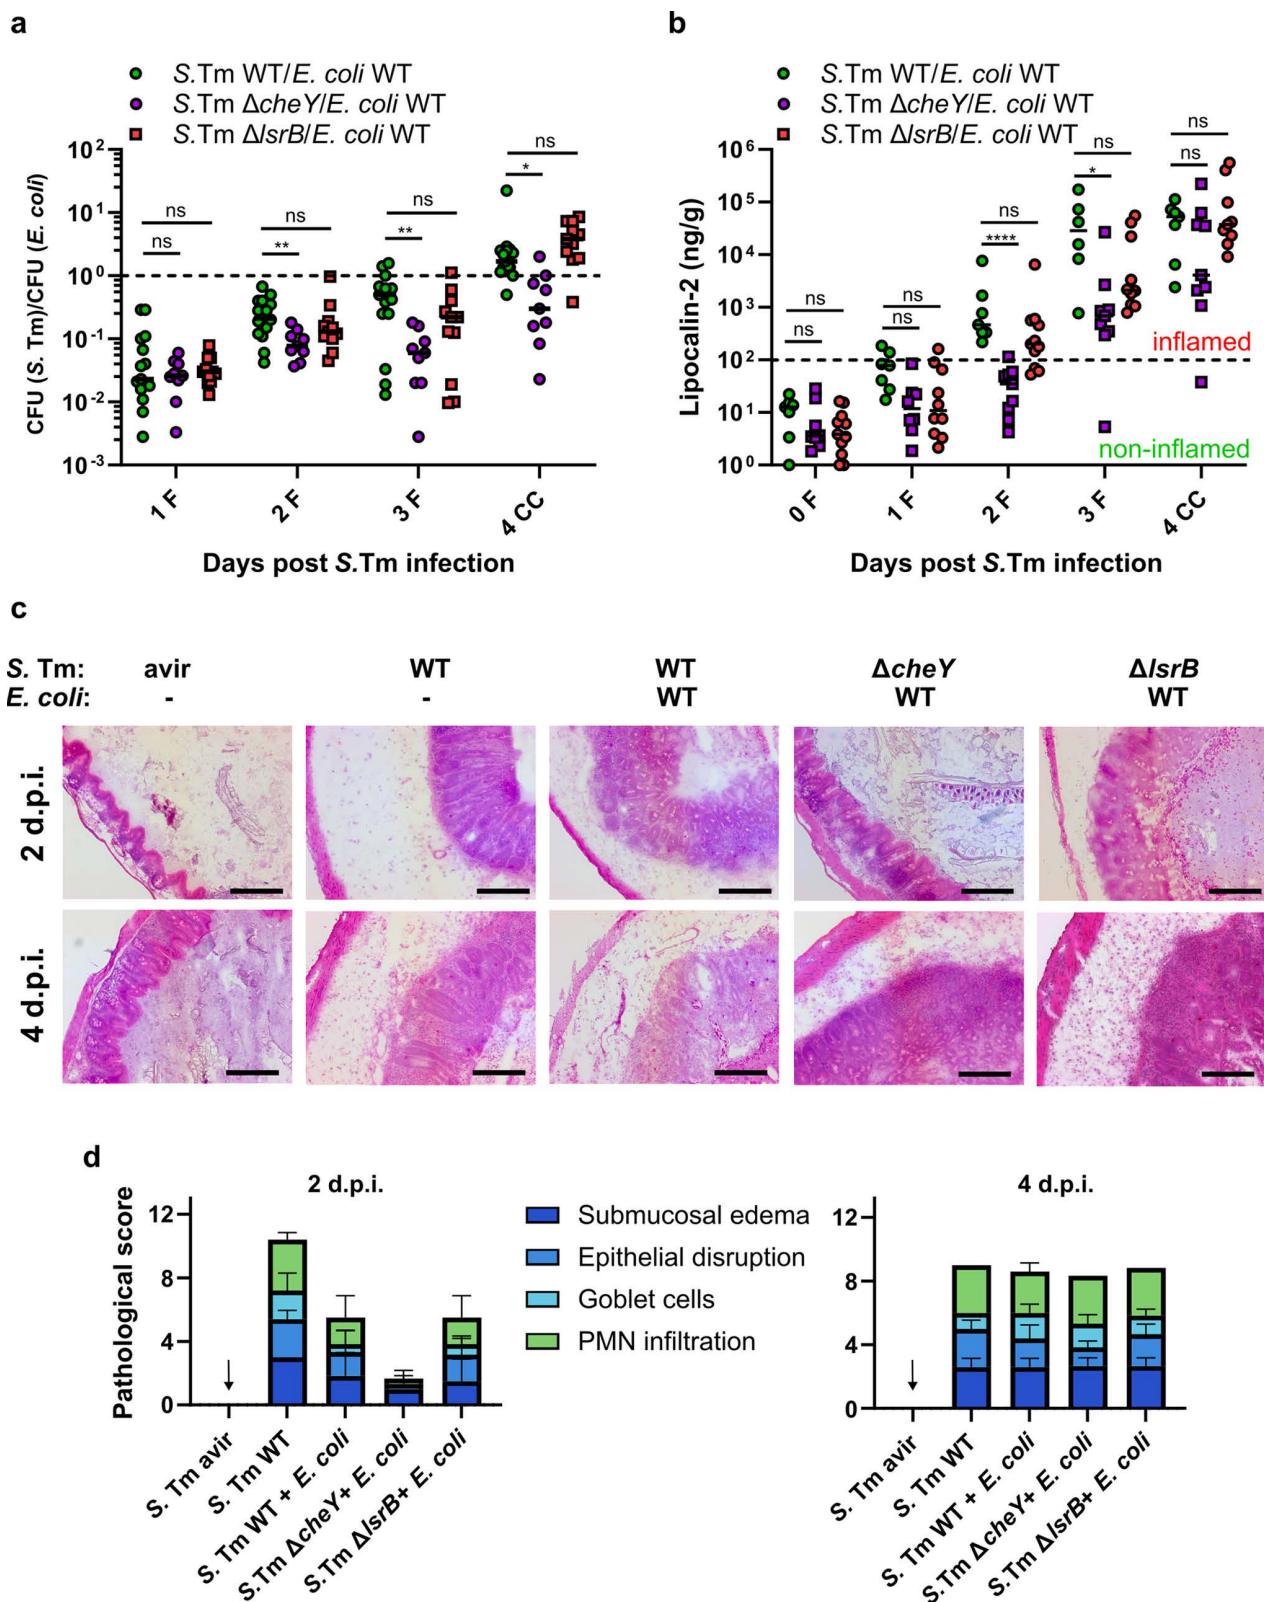 a
S.Tm WT/E. coli WT
S.Tm ΔcheY/E. coli WT
S.Tm ΔlsrB/E. coli WT
CFU (S. Tm)/CFU (E. coli)
10²
10¹
10⁰
10⁻¹
10⁻²
10⁻³
ns
ns
ns
**
ns
**
ns
*
1 F
2 F
3 F
4 CC
Days post S.Tm infection
b
S.Tm WT/E. coli WT
S.Tm ΔcheY/E. coli WT
S.Tm ΔlsrB/E. coli WT
Lipocalin-2 (ng/g)
10⁶
10⁵
10⁴
10³
10²
10¹
10⁰
ns
ns
ns
ns
ns
****
ns
*
ns
ns
inflamed
non-inflamed
0 F
1 F
2 F
3 F
4 CC
Days post S.Tm infection
c
S. Tm: avir WT WT ΔcheY ΔlsrB
E. coli: - - WT WT WT
2 d.p.i.
4 d.p.i.
d
2 d.p.i.
Pathological score
12
8
4
0
S. Tm avir
S. Tm WT
S. Tm WT + E. coli
S.Tm ΔcheY+ E. coli
S.Tm ΔlsrB+ E. coli
Submucosal edema
Epithelial disruption
Goblet cells
PMN infiltration
4 d.p.i.
12
8
4
0
S. Tm avir
S. Tm WT
S. Tm WT + E. coli
S.Tm ΔcheY+ E. coli
S.Tm ΔlsrB+ E. coli